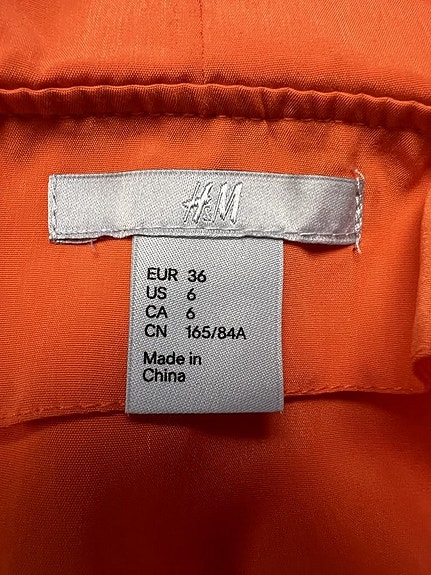 H&M
EUR 36
US 6
CA 6
CN 165/84A
Made in
China